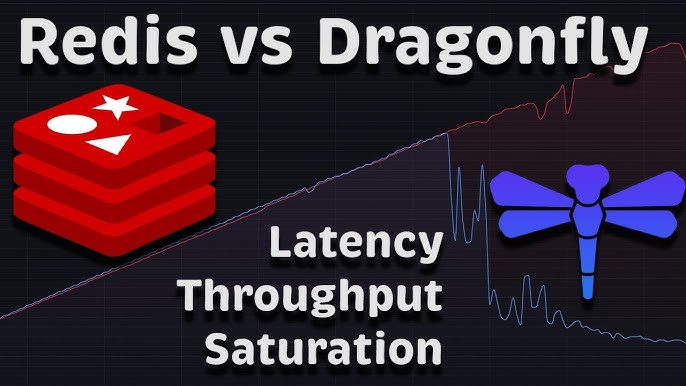 Redis vs Dragonfly
Latency
Throughput
Saturation